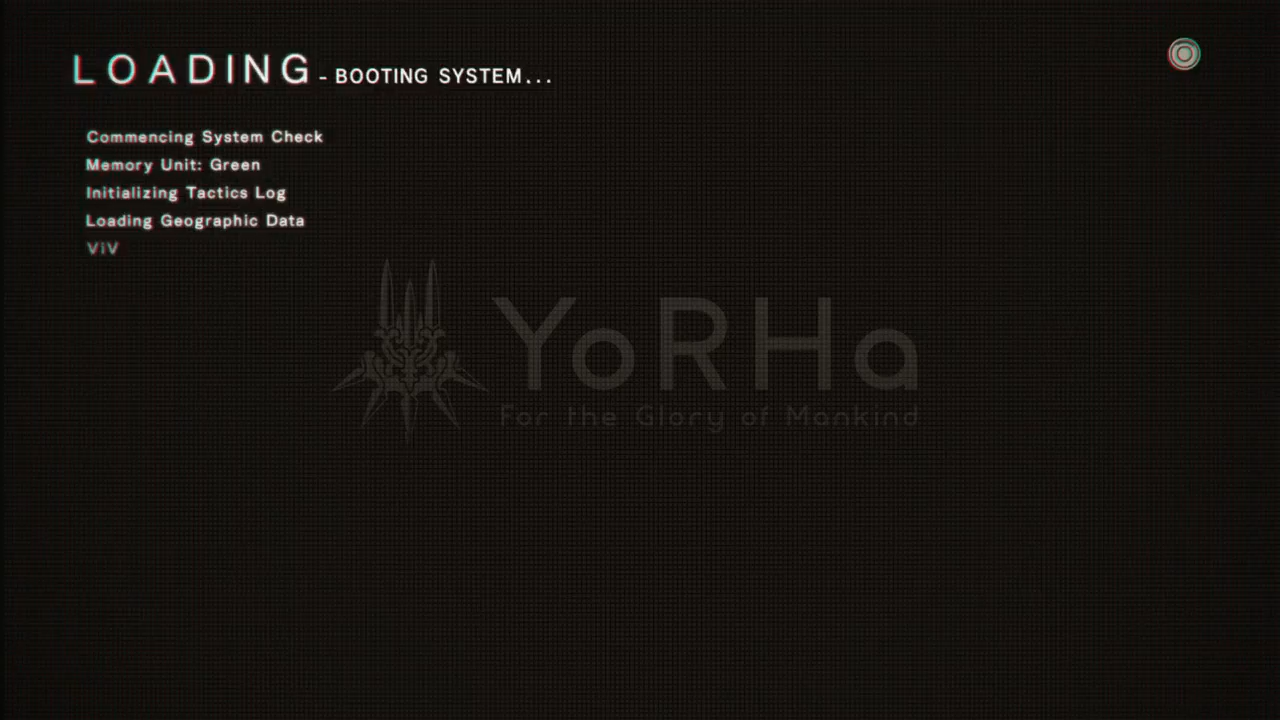 LOADING - BOOTING SYSTEM...
Commencing System Check
Memory Unit: Green
Initializing Tactics Log
Loading Geographic Data
ViV
YoRHa
For the Glory of Mankind